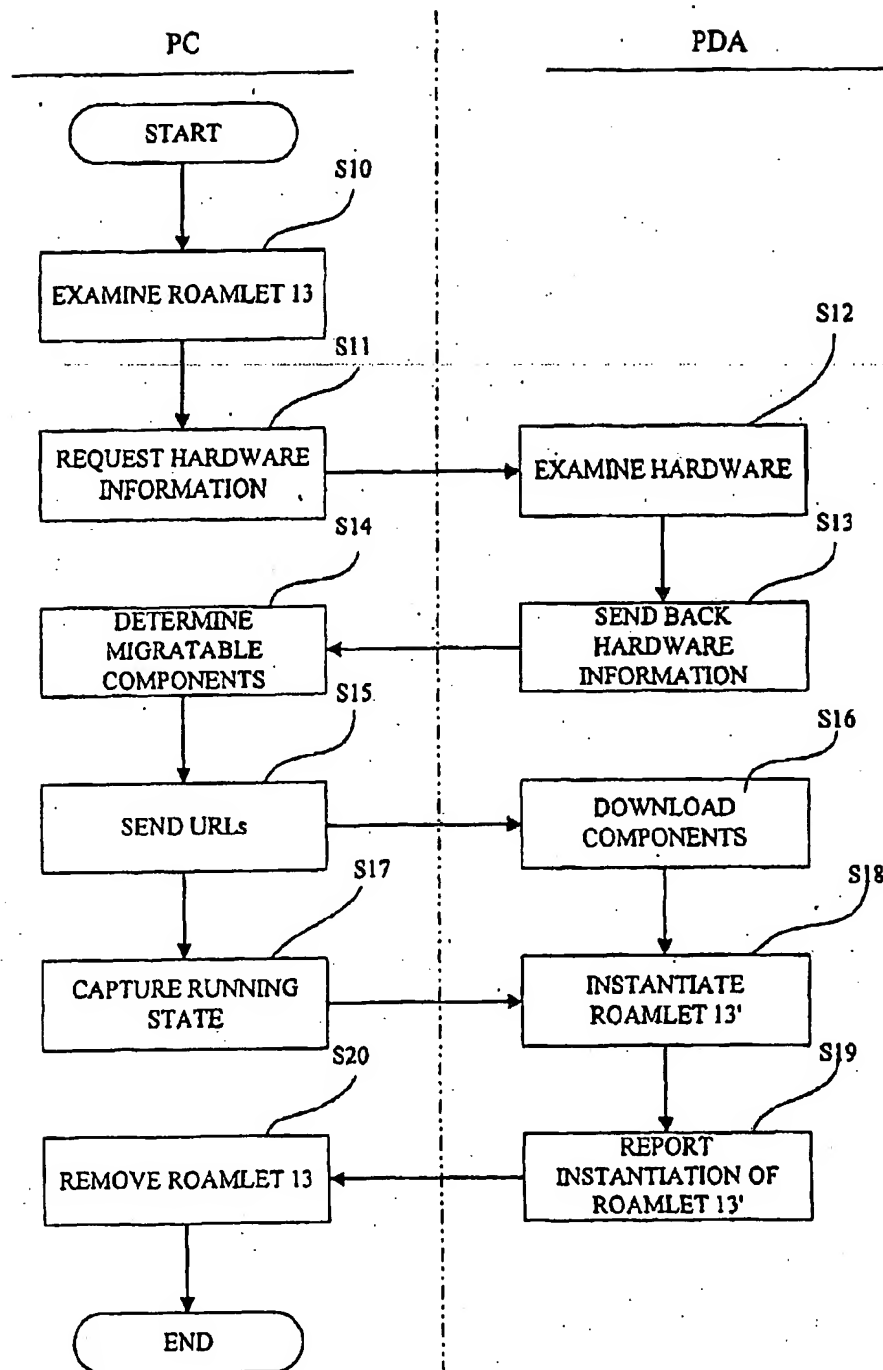 PC
PDA
START
S10
EXAMINE ROAMLET 13
S11
S12
REQUEST HARDWARE
INFORMATION
EXAMINE HARDWARE
S14
S13
DETERMINE
MIGRATABLE
COMPONENTS
SEND BACK
HARDWARE
INFORMATION
S15
S16
SEND URLs
DOWNLOAD
COMPONENTS
S17
S18
CAPTURE RUNNING
STATE
INSTANTIATE
ROAMLET 13'
S20
S19
REMOVE ROAMLET 13
REPORT
INSTANTIATION OF
ROAMLET 13'
END